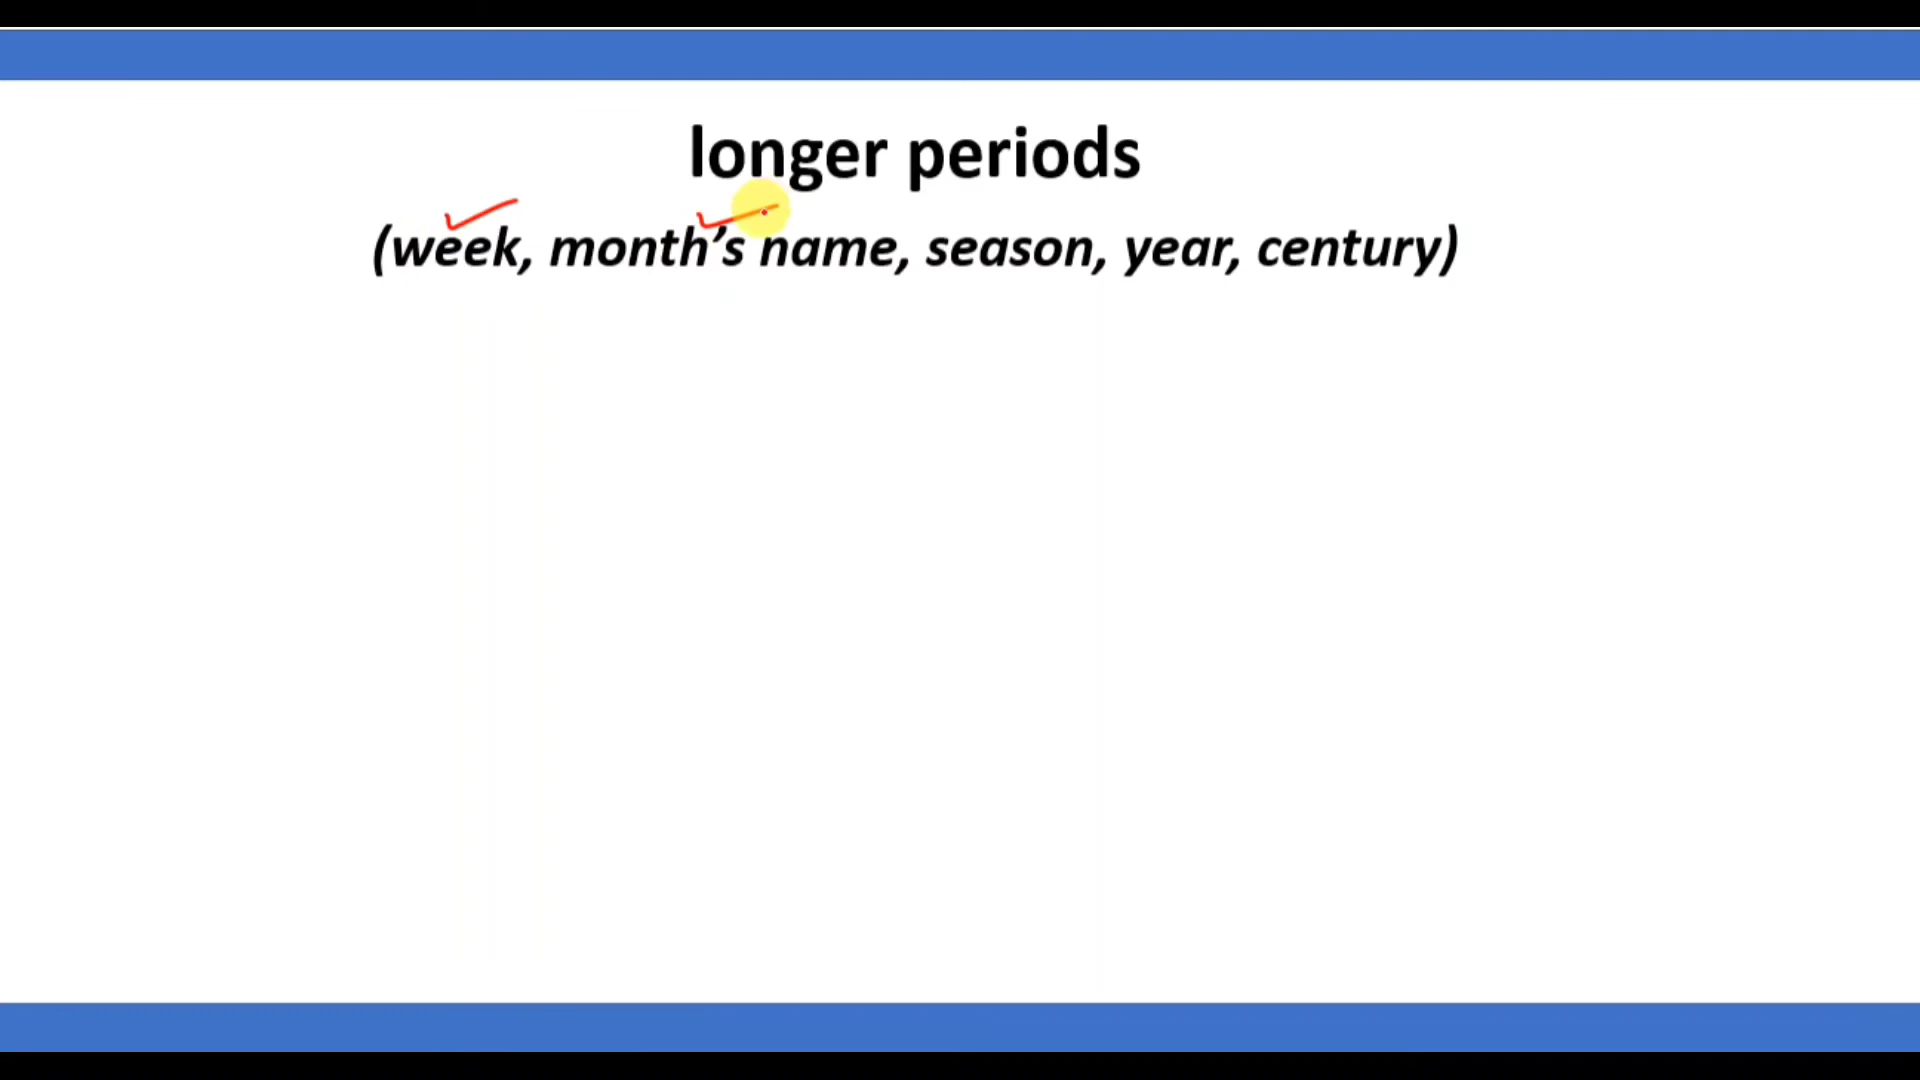 longer periods
(week, month’s name, season, year, century)